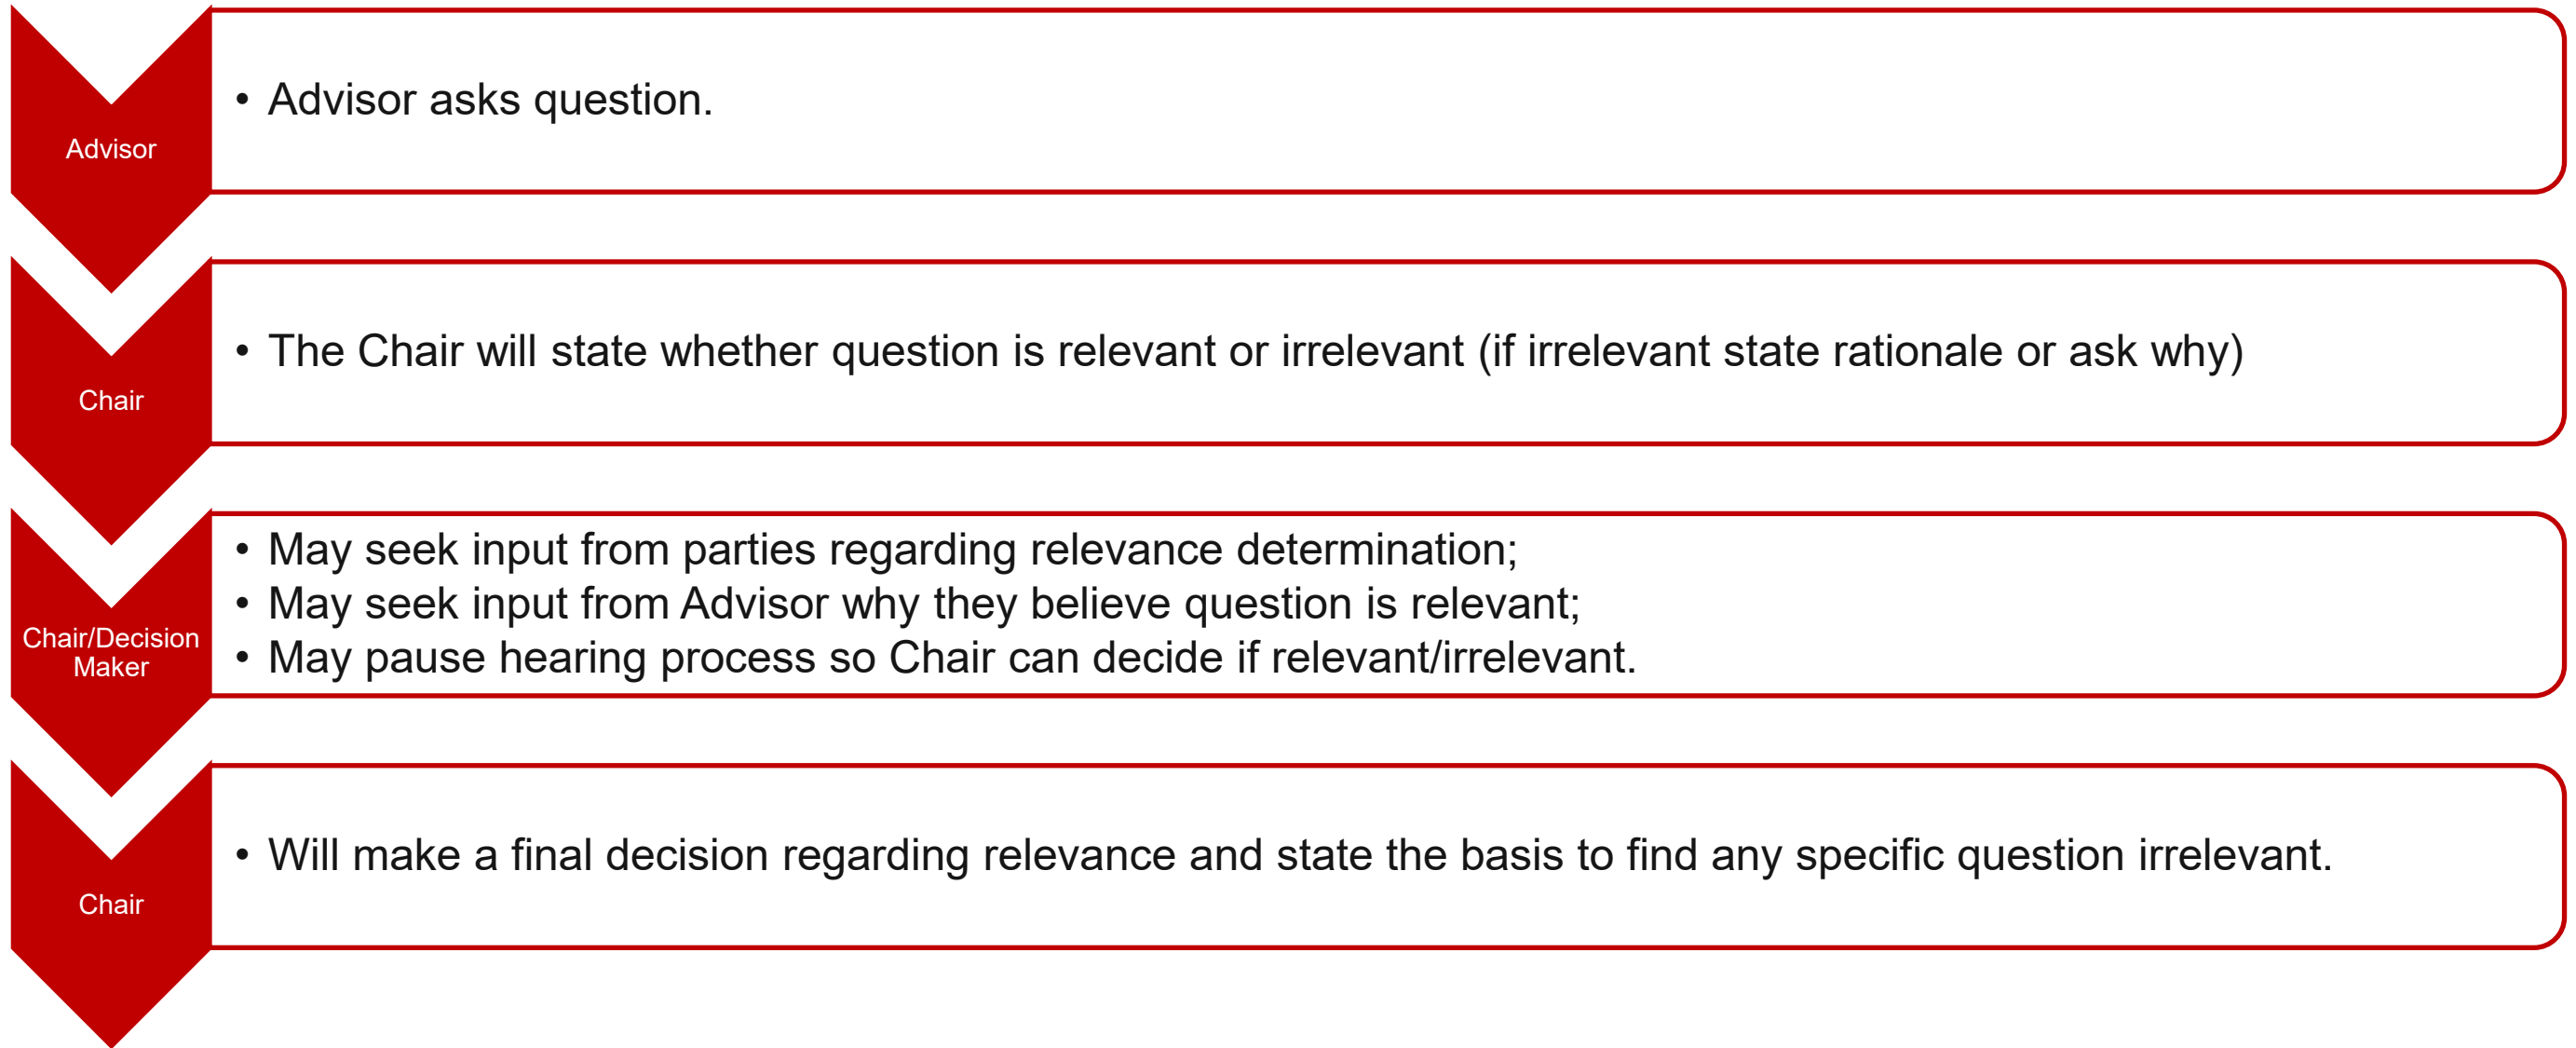 Advisor
• Advisor asks question.
Chair
• The Chair will state whether question is relevant or irrelevant (if irrelevant state rationale or ask why)
Chair/Decision
Maker
• May seek input from parties regarding relevance determination;
• May seek input from Advisor why they believe question is relevant;
• May pause hearing process so Chair can decide if relevant/irrelevant.
Chair
• Will make a final decision regarding relevance and state the basis to find any specific question irrelevant.